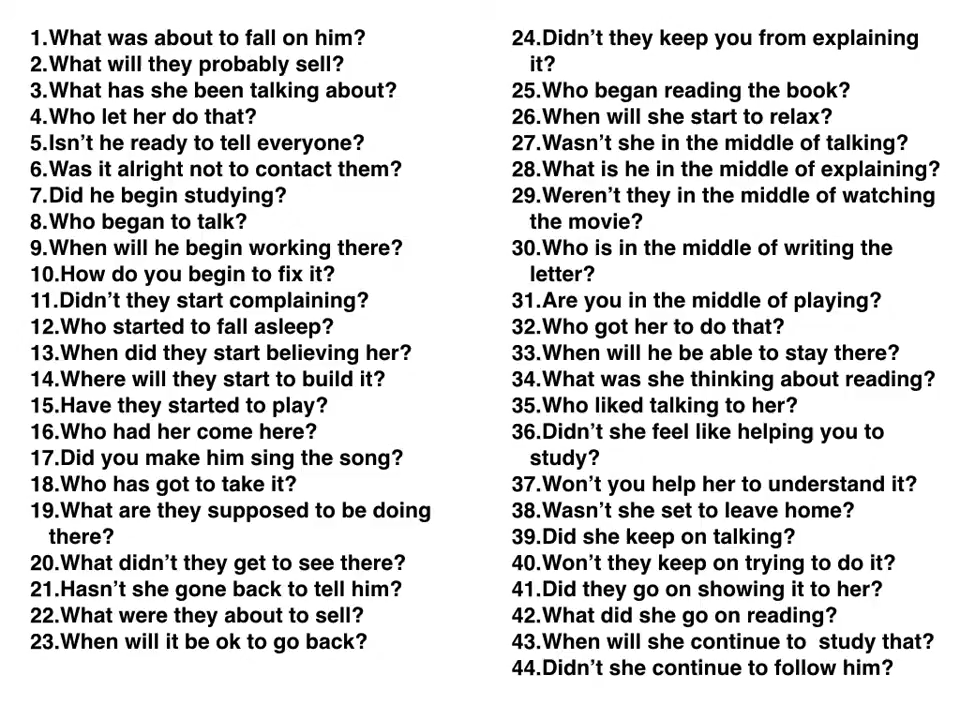 1.What was about to fall on him?
2.What will they probably sell?
3.What has she been talking about?
4.Who let her do that?
5.Isn’t he ready to tell everyone?
6.Was it alright not to contact them?
7.Did he begin studying?
8.Who began to talk?
9.When will he begin working there?
10.How do you begin to fix it?
11.Didn’t they start complaining?
12.Who started to fall asleep?
13.When did they start believing her?
14.Where will they start to build it?
15.Have they started to play?
16.Who had her come here?
17.Did you make him sing the song?
18.Who has got to take it?
19.What are they supposed to be doing
there?
20.What didn’t they get to see there?
21.Hasn’t she gone back to tell him?
22.What were they about to sell?
23.When will it be ok to go back?
24.Didn’t they keep you from explaining
it?
25.Who began reading the book?
26.When will she start to relax?
27.Wasn’t she in the middle of talking?
28.What is he in the middle of explaining?
29.Weren’t they in the middle of watching
the movie?
30.Who is in the middle of writing the
letter?
31.Are you in the middle of playing?
32.Who got her to do that?
33.When will he be able to stay there?
34.What was she thinking about reading?
35.Who liked talking to her?
36.Didn’t she feel like helping you to
study?
37.Won’t you help her to understand it?
38.Wasn’t she set to leave home?
39.Did she keep on talking?
40.Won’t they keep on trying to do it?
41.Did they go on showing it to her?
42.What did she go on reading?
43.When will she continue to  study that?
44.Didn’t she continue to follow him?